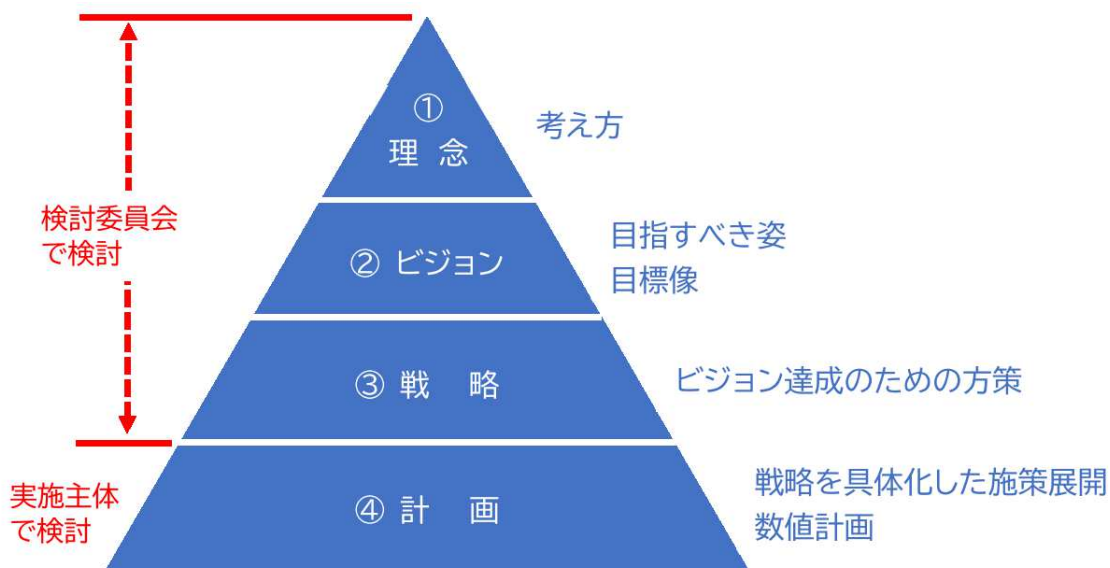 ①
理 念
考え方
検討委員会
で検討
② ビジョン
目指すべき姿
目標像
③ 戦 略
ビジョン達成のための方策
実施主体
で検討
④ 計 画
戦略を具体化した施策展開
数値計画